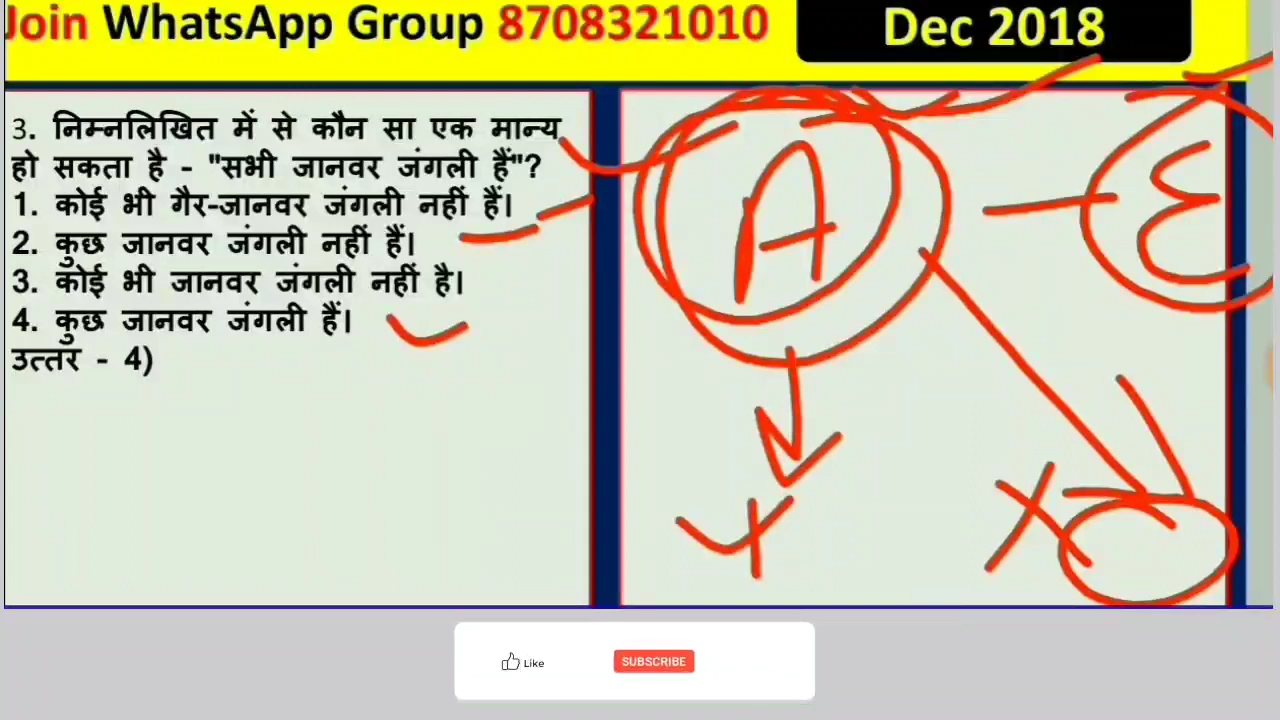 Join WhatsApp Group 8708321010
Dec 2018
3. निम्नलिखित में से कौन सा एक मान्य
हो सकता है - "सभी जानवर जंगली हैं"?
1. कोई भी गैर-जानवर जंगली नहीं हैं।
2. कुछ जानवर जंगली नहीं हैं।
3. कोई भी जानवर जंगली नहीं है।
4. कुछ जानवर जंगली हैं।
उत्तर - 4)
A
E
Like
SUBSCRIBE